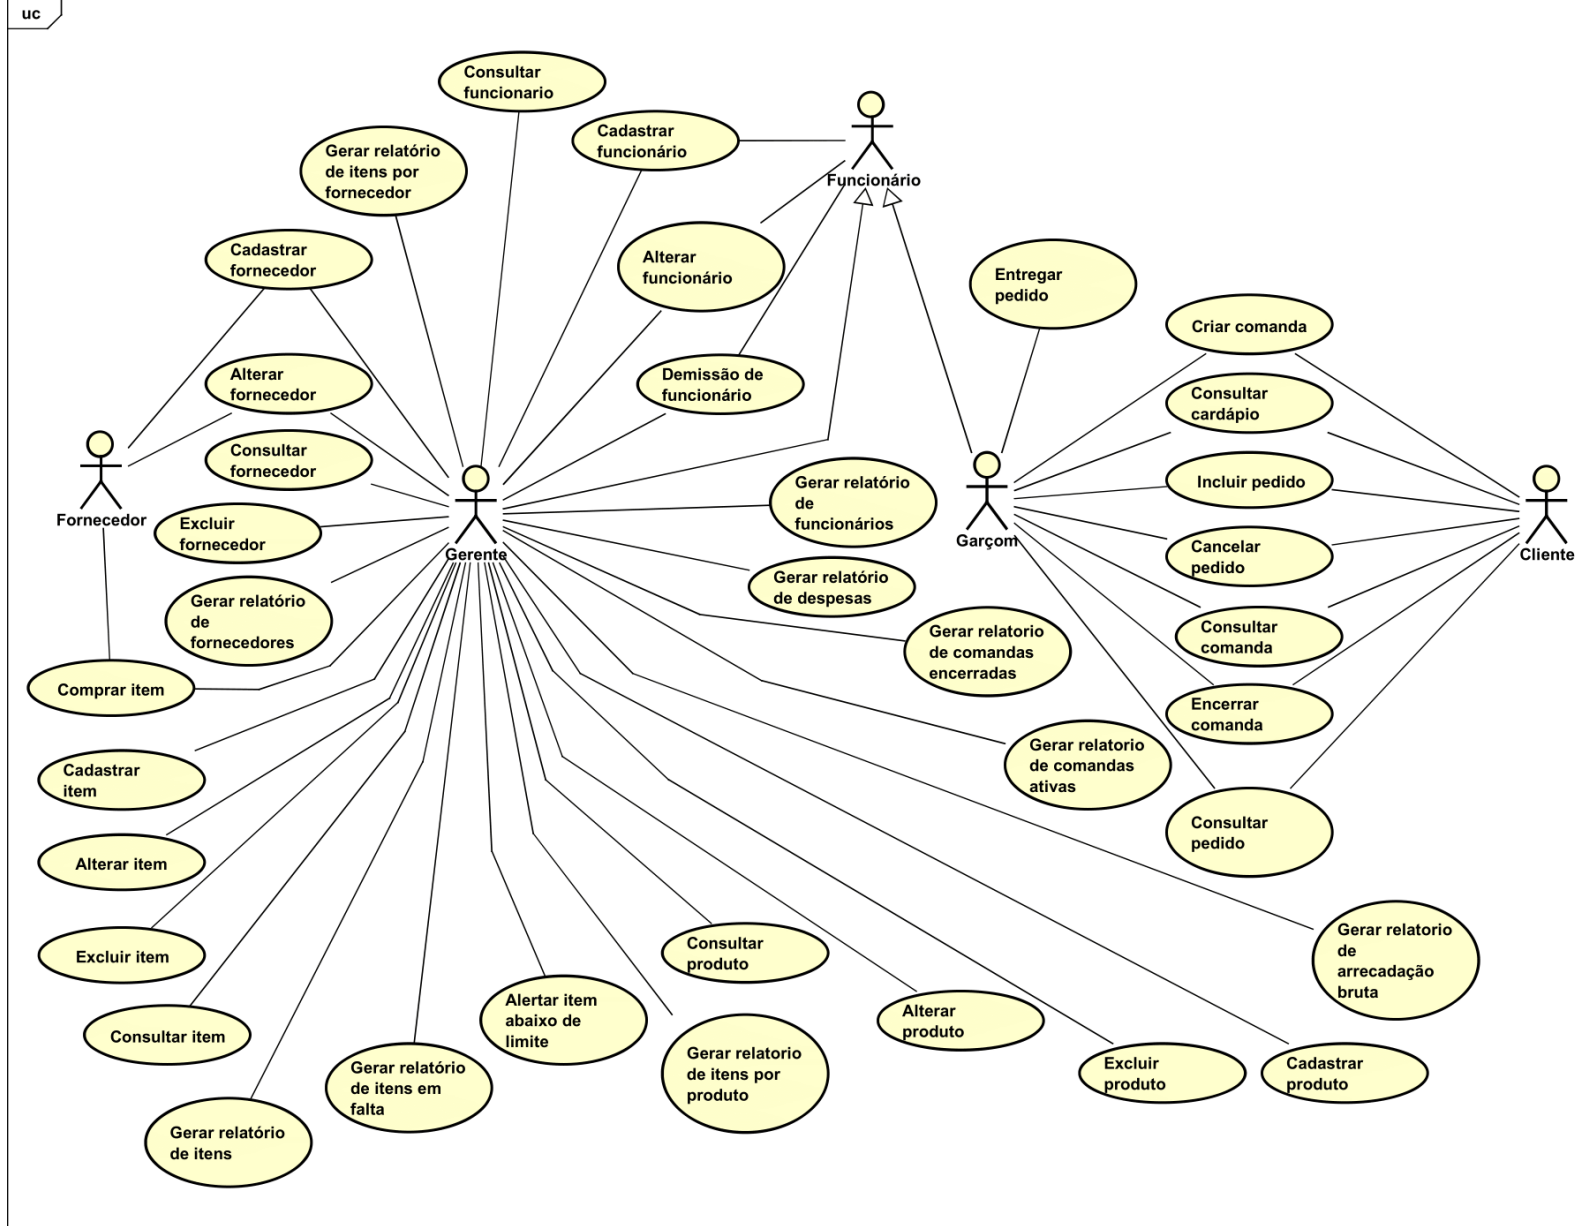 uc
Consultar
funcionario
Cadastrar
funcionário
Gerar relatório
de itens por
fornecedor
Funcionário
Cadastrar
fornecedor
Alterar
funcionário
Entregar
pedido
Criar comanda
Alterar
fornecedor
Demissão de
funcionário
Consultar
cardápio
Consultar
fornecedor
Incluir pedido
Gerar relatório
de
funcionários
Fornecedor
Excluir
fornecedor
Gerente
Garçom
Cancelar
pedido
Cliente
Gerar relatório
de despesas
Gerar relatório
de
fornecedores
Gerar relatorio
de comandas
encerradas
Consultar
comanda
Comprar item
Encerrar
comanda
Gerar relatorio
de comandas
ativas
Cadastrar
item
Consultar
pedido
Alterar item
Excluir item
Consultar
produto
Gerar relatorio
de
arrecadação
bruta
Consultar item
Alertar item
abaixo de
limite
Alterar
produto
Gerar relatório
de itens em
falta
Gerar relatorio
de itens por
produto
Excluir
produto
Cadastrar
produto
Gerar relatório
de itens